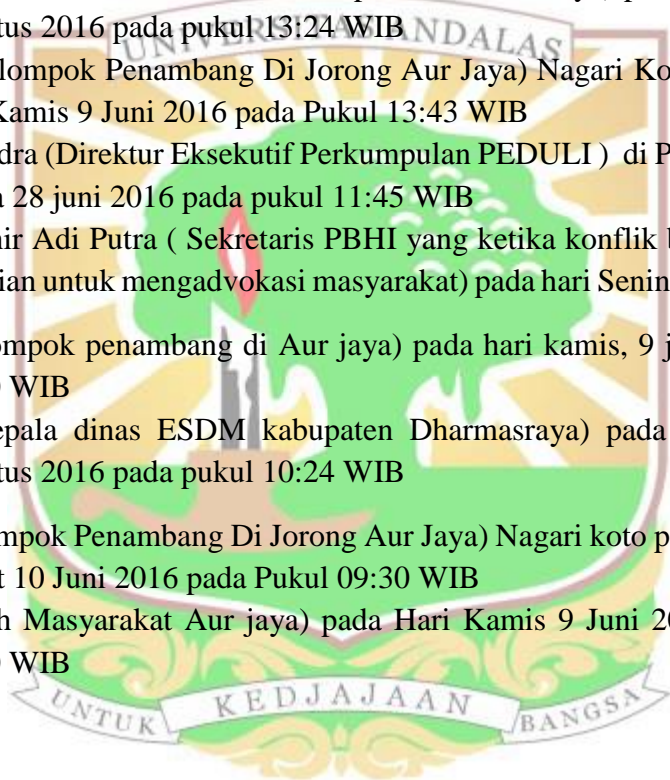 tus 2016 pada pukul 13:24 WIB
UNIVERSITAS ANDALAS
lompok Penambang Di Jorong Aur Jaya) Nagari Ko
Kamis 9 Juni 2016 pada Pukul 13:43 WIB
dra (Direktur Eksekutif Perkumpulan PEDULI ) di P
28 juni 2016 pada pukul 11:45 WIB
ir Adi Putra ( Sekretaris PBHI yang ketika konflik b
ian untuk mengadvokasi masyarakat) pada hari Senin
ompok penambang di Aur jaya) pada hari kamis, 9 j
WIB
epala dinas ESDM kabupaten Dharmasraya) pada
tus 2016 pada pukul 10:24 WIB
mpok Penambang Di Jorong Aur Jaya) Nagari koto p
t 10 Juni 2016 pada Pukul 09:30 WIB
h Masyarakat Aur jaya) pada Hari Kamis 9 Juni 20
WIB
UNTUK KEDJAJAAN BANGSA